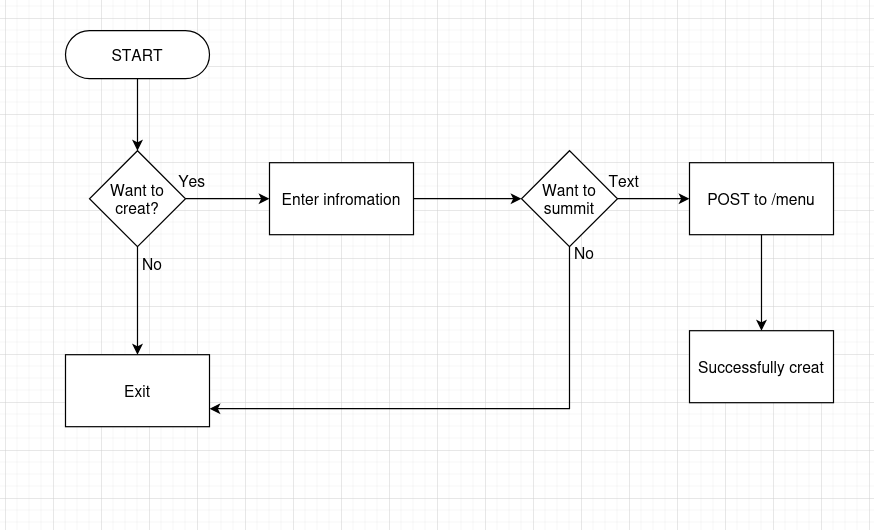 START
Want to
creat?
Yes
Enter infromation
Want to
summit
Text
POST to /menu
No
No
Successfully creat
Exit